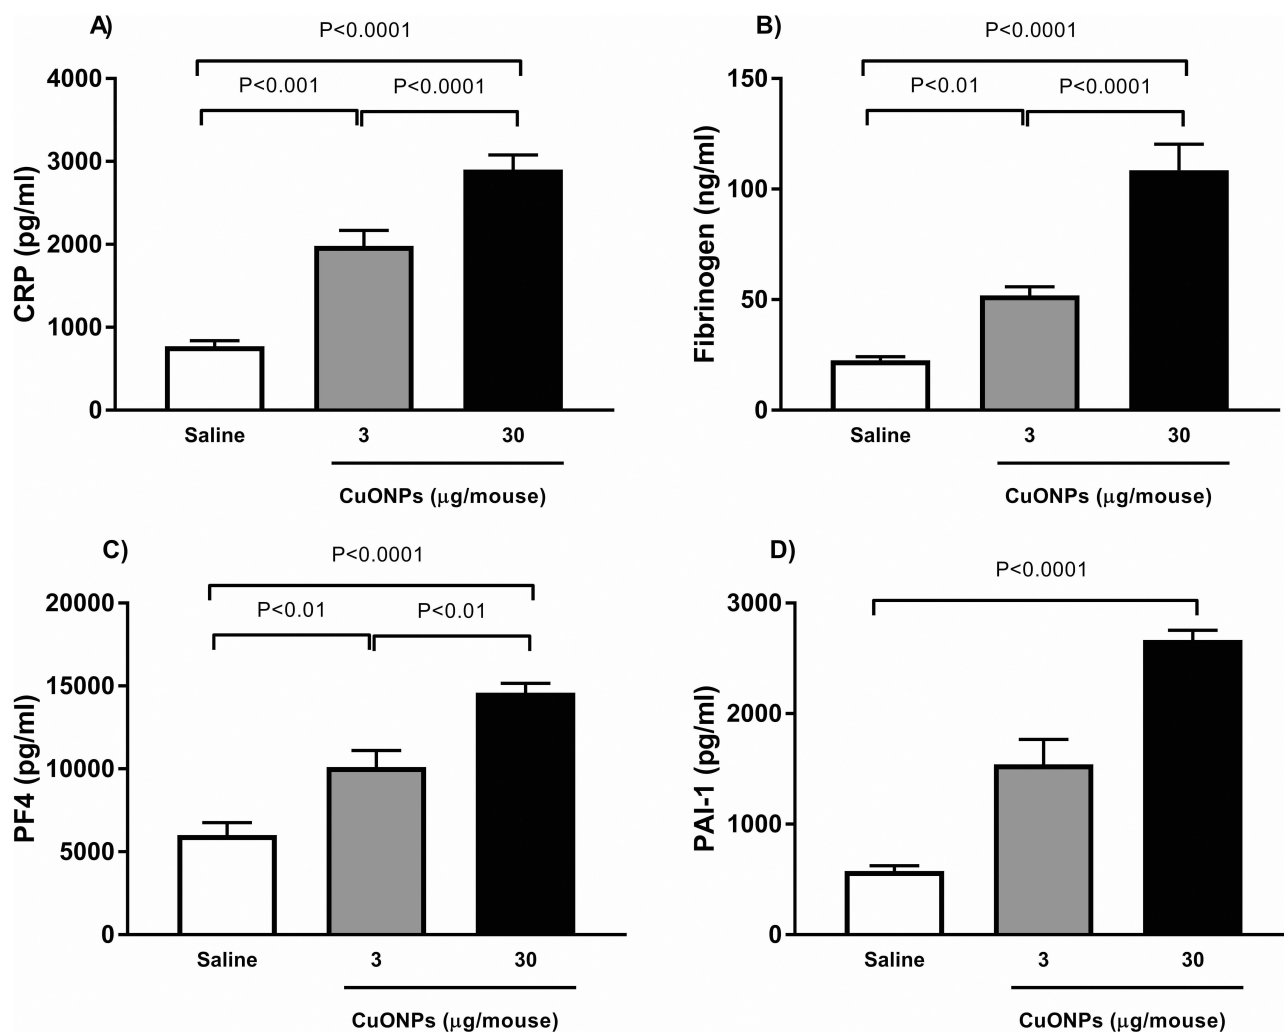 A)
P<0.0001
P<0.001
P<0.0001
4000
3000
2000
1000
0
CRP (pg/ml)
Saline
3
30
CuONPs (μg/mouse)
B)
P<0.0001
P<0.01
P<0.0001
150
100
50
0
Fibrinogen (ng/ml)
Saline
3
30
CuONPs (μg/mouse)
C)
P<0.0001
P<0.01
P<0.01
20000
15000
10000
5000
0
PF4 (pg/ml)
Saline
3
30
CuONPs (μg/mouse)
D)
P<0.0001
3000
2000
1000
0
PAI-1 (pg/ml)
Saline
3
30
CuONPs (μg/mouse)